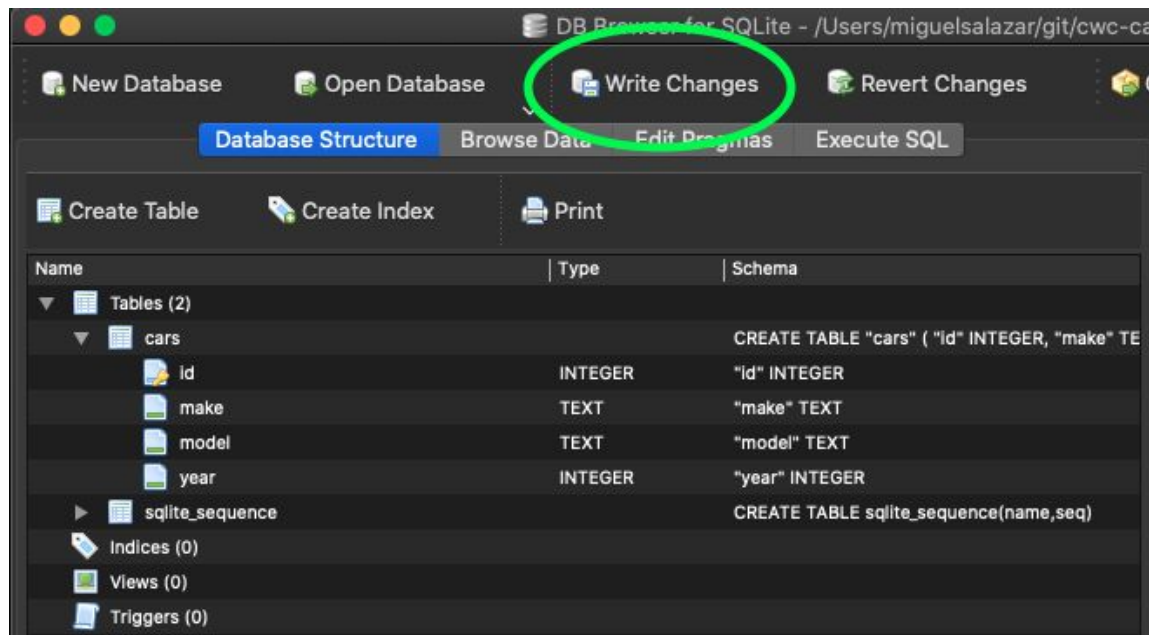 DB Browser for SQLite - /Users/miguelsalazar/git/cwc-ca
New Database Open Database Write Changes Revert Changes
Database Structure Browse Data Edit Pragmas Execute SQL
Create Table Create Index Print
Name Type Schema
Tables (2)
cars CREATE TABLE "cars" ( "id" INTEGER, "make" TE
id INTEGER "id" INTEGER
make TEXT "make" TEXT
model TEXT "model" TEXT
year INTEGER "year" INTEGER
sqlite_sequence CREATE TABLE sqlite_sequence(name,seq)
Indices (0)
Views (0)
Triggers (0)